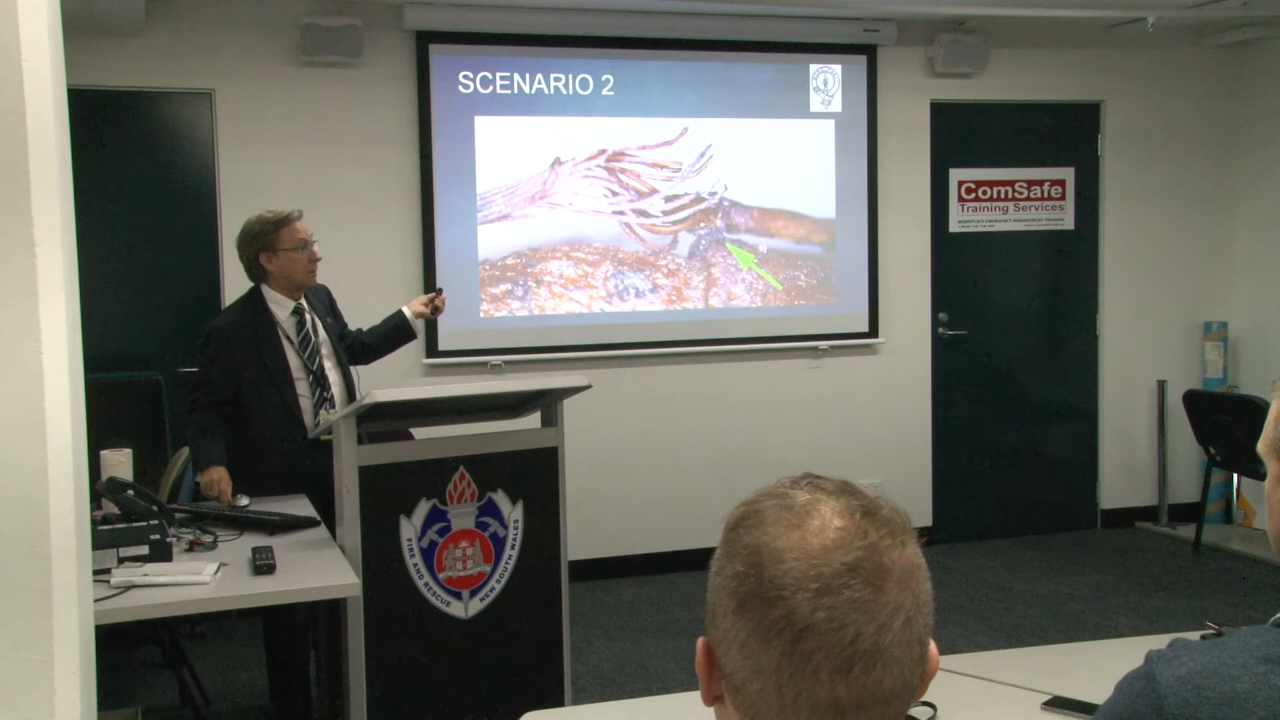 SCENARIO 2
ComSafe
Training Services
FIRE AND RESCUE
NEW SOUTH WALES